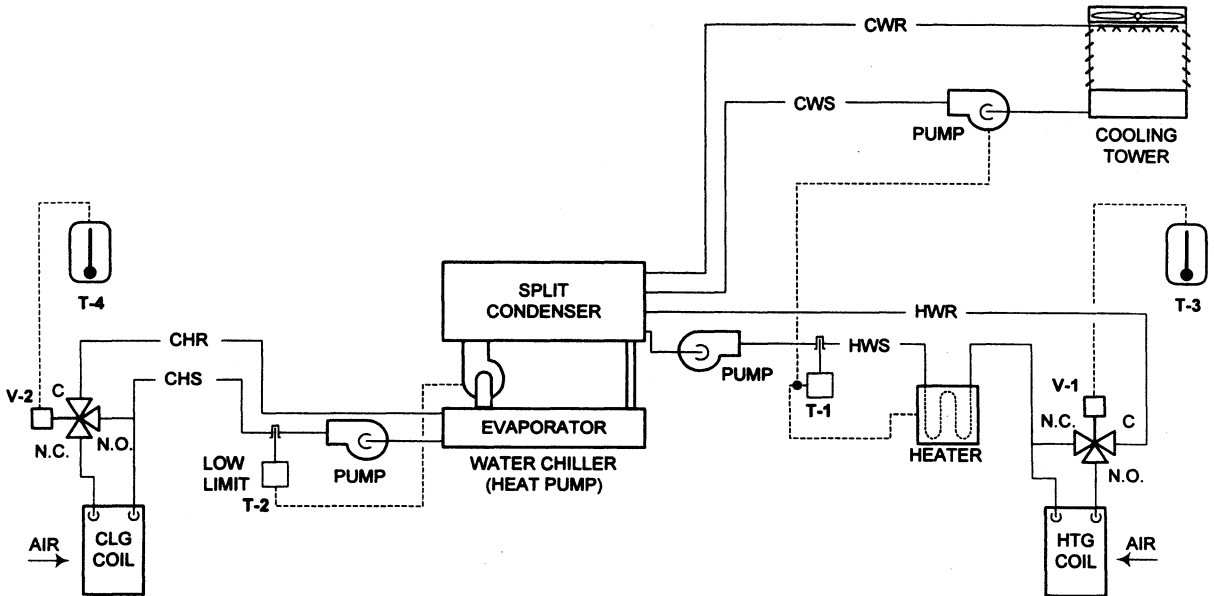 CWR
CWS
PUMP
COOLING
TOWER
T-4
T-3
SPLIT
CONDENSER
CHR
HWR
CHS
PUMP
HWS
V-2
C
N.C.
N.O.
T-1
V-1
N.C.
C
N.O.
EVAPORATOR
HEATER
LOW
LIMIT
T-2
PUMP
WATER CHILLER
(HEAT PUMP)
AIR
CLG
COIL
HTG
COIL
AIR